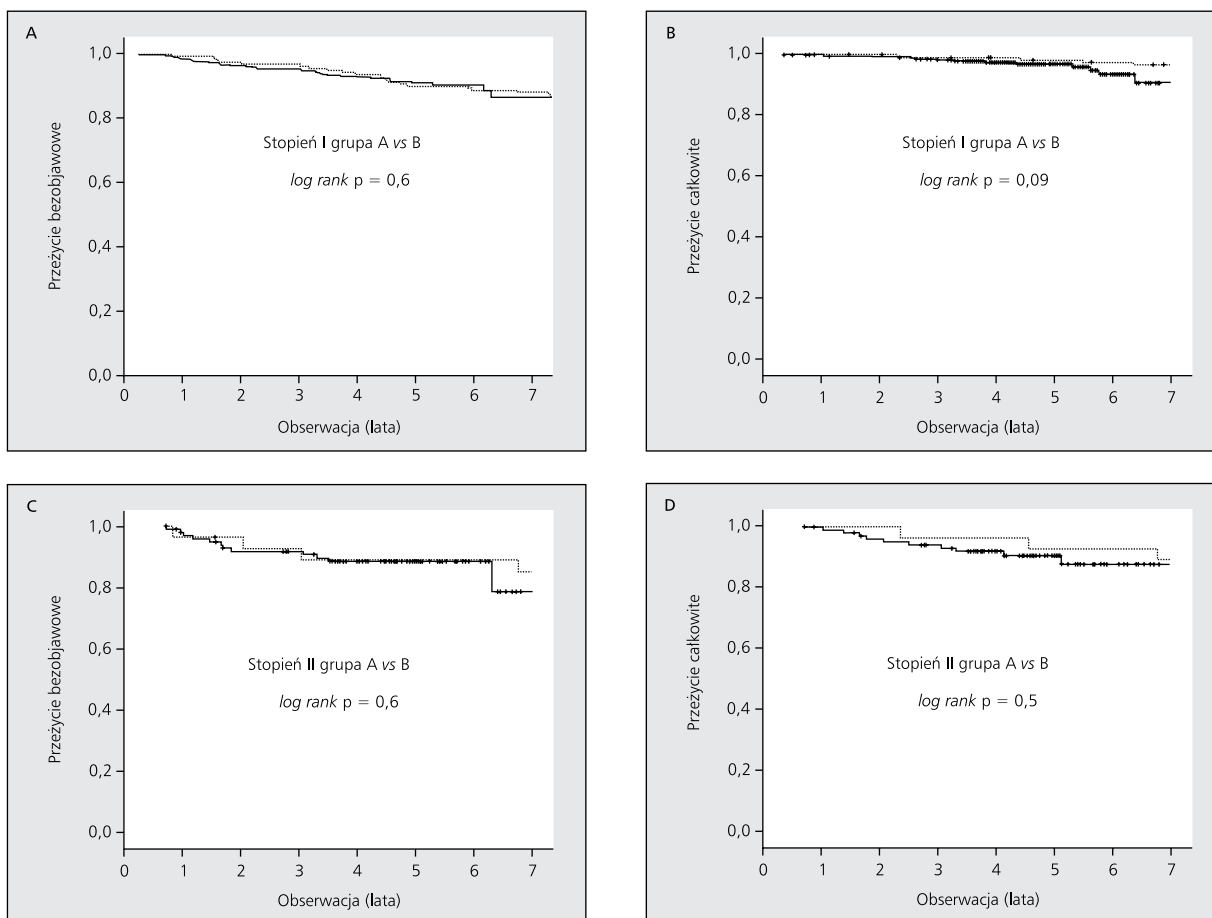 A
1,0
0,8
0,6
0,4
0,2
0,0
Przeżycie bezobjawowe
Stopień I grupa A vs B
log rank p = 0,6
0 1 2 3 4 5 6 7
Obserwacja (lata)
B
1,0
0,8
0,6
0,4
0,2
0,0
Przeżycie całkowite
Stopień I grupa A vs B
log rank p = 0,09
0 1 2 3 4 5 6 7
Obserwacja (lata)
C
1,0
0,8
0,6
0,4
0,2
0,0
Przeżycie bezobjawowe
Stopień II grupa A vs B
log rank p = 0,6
0 1 2 3 4 5 6 7
Obserwacja (lata)
D
1,0
0,8
0,6
0,4
0,2
0,0
Przeżycie całkowite
Stopień II grupa A vs B
log rank p = 0,5
0 1 2 3 4 5 6 7
Obserwacja (lata)